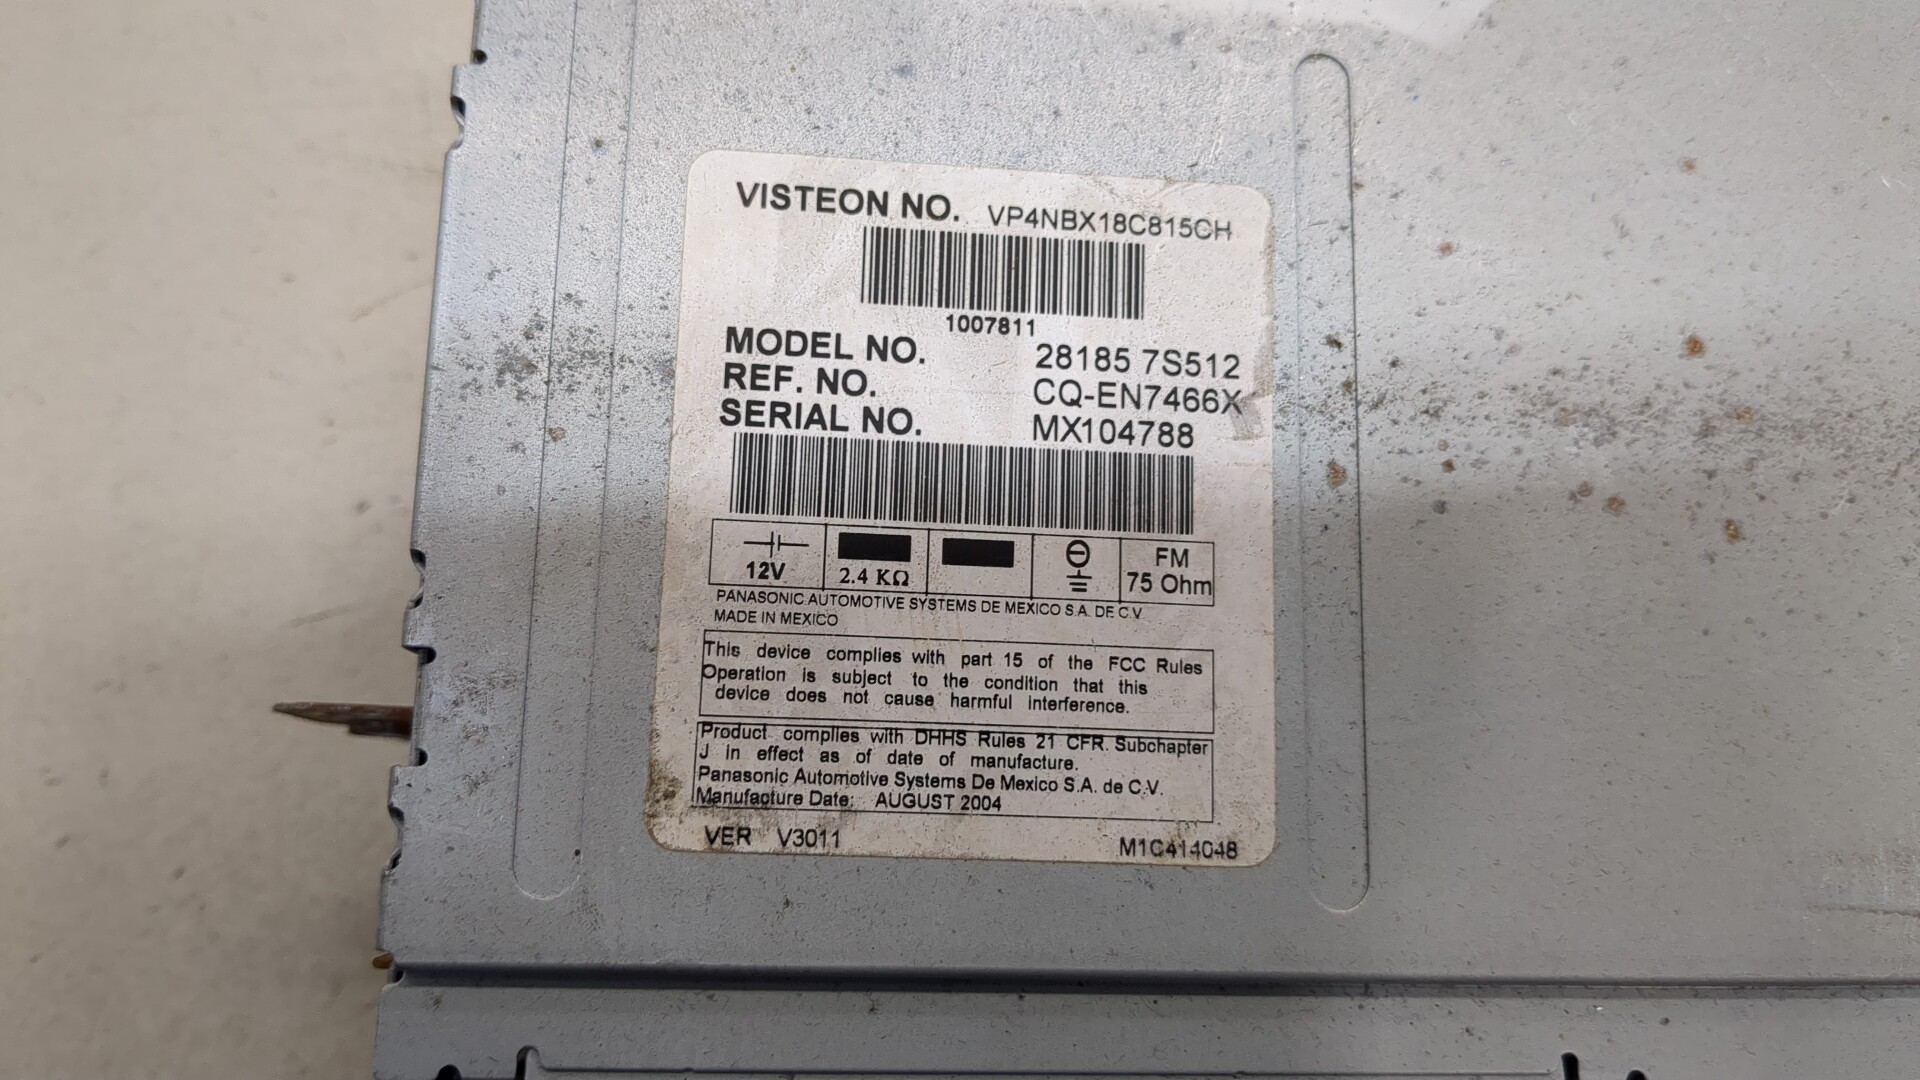 VISTEON NO. VP4NBX18C815CH
1007811
MODEL NO. 28185 7S512
REF. NO. CQ-EN7466X
SERIAL NO. MX104788
12V 2.4 KΩ FM 75 Ohm
PANASONIC AUTOMOTIVE SYSTEMS DE MEXICO S.A. DE C.V
MADE IN MEXICO
This device complies with part 15 of the FCC Rules
Operation is subject to the condition that this
device does not cause harmful interference.
Product complies with DHHS Rules 21 CFR. Subchapter
J in effect as of date of manufacture.
Panasonic Automotive Systems De Mexico S.A. de C.V.
Manufacture Date: AUGUST 2004
VER V3011 M1C414048